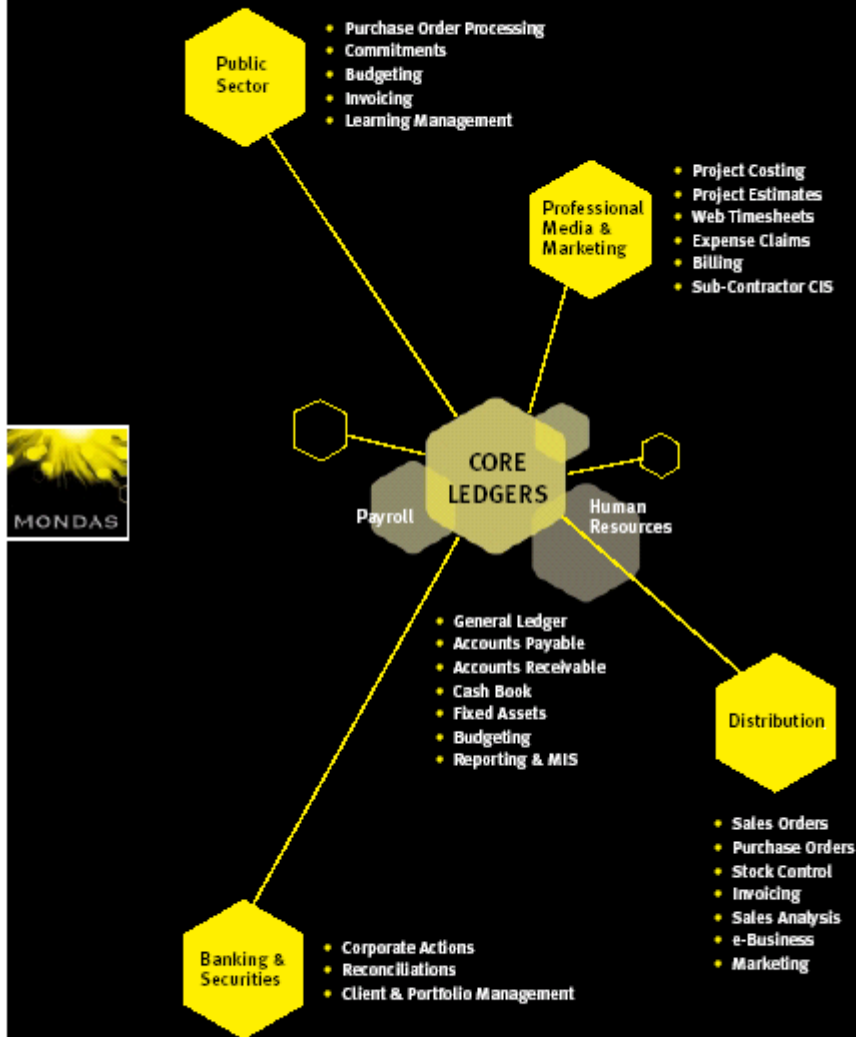 Public
Sector
• Purchase Order Processing
• Commitments
• Budgeting
• Invoicing
• Learning Management
Professional
Media &
Marketing
• Project Costing
• Project Estimates
• Web Timesheets
• Expense Claims
• Billing
• Sub-Contractor CIS
MONDAS
CORE
LEDGERS
Payroll
Human
Resources
• General Ledger
• Accounts Payable
• Accounts Receivable
• Cash Book
• Fixed Assets
• Budgeting
• Reporting & MIS
Distribution
• Sales Orders
• Purchase Orders
• Stock Control
• Invoicing
• Sales Analysis
• e-Business
• Marketing
Banking &
Securities
• Corporate Actions
• Reconciliations
• Client & Portfolio Management